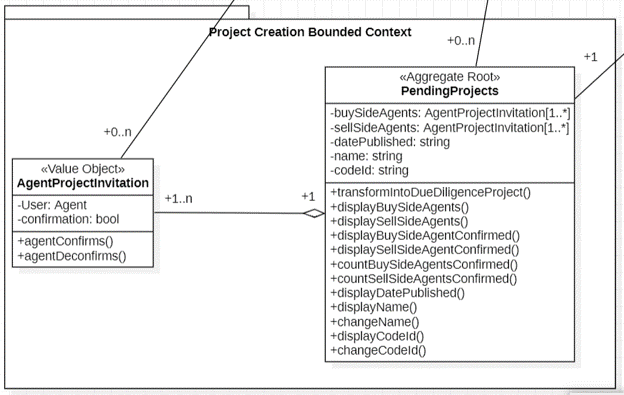 Project Creation Bounded Context
+0..n
+1
«Aggregate Root»
PendingProjects
-buySideAgents: AgentProjectInvitation[1..*]
-sellSideAgents: AgentProjectInvitation[1..*]
-datePublished: string
-name: string
-codeId: string
+transformIntoDueDiligenceProject()
+displayBuySideAgents()
+displaySellSideAgents()
+displayBuySideAgentConfirmed()
+displaySellSideAgentConfirmed()
+countBuySideAgentsConfirmed()
+countSellSideAgentsConfirmed()
+displayDatePublished()
+displayName()
+changeName()
+displayCodeId()
+changeCodeId()
+0..n
«Value Object»
AgentProjectInvitation
-User: Agent
-confirmation: bool
+agentConfirms()
+agentDeconfirms()
+1..n
+1